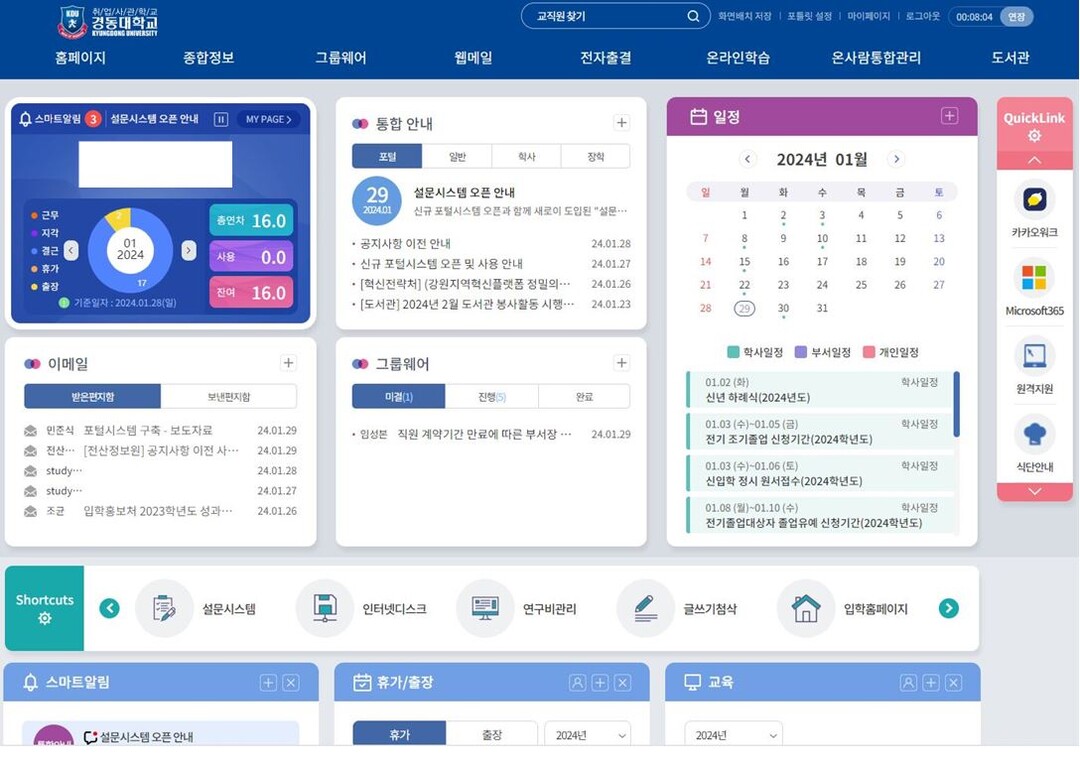 취/업/사/관/학/교
KDU 경동대학교
KYUNGDONG UNIVERSITY
교직원 찾기
화면배치 저장 | 포틀릿 설정 | 마이페이지 | 로그아웃
00:08:04 연장
홈페이지 종합정보 그룹웨어 웹메일 전자출결 온라인학습 온사람통합관리 도서관
스마트알림 3 설문시스템 오픈 안내 MY PAGE >
근무
지각
결근
휴가
출장
2
01
2024
17
총연차 16.0
사용 0.0
잔여 16.0
기준일자 : 2024.01.28(일)
통합 안내
포털 일반 학사 장학
29
2024.01
설문시스템 오픈 안내
신규 포털시스템 오픈과 함께 새로이 도입된 “설문…
· 공지사항 이전 안내 24.01.28
· 신규 포털시스템 오픈 및 사용 안내 24.01.27
· [혁신전략처] (강원지역혁신플랫폼 정밀의… 24.01.26
· [도서관] 2024년 2월 도서관 봉사활동 시행… 24.01.23
일정
2024년 01월
일 월 화 수 목 금 토
1 2 3 4 5 6
7 8 9 10 11 12 13
14 15 16 17 18 19 20
21 22 23 24 25 26 27
28 29 30 31
학사일정 부서일정 개인일정
01.02 (화) 학사일정
신년 하례식(2024년도)
01.03 (수)~01.05 (금) 학사일정
전기 조기졸업 신청기간(2024학년도)
01.03 (수)~01.06 (토) 학사일정
신입학 정시 원서접수(2024학년도)
01.08 (월)~01.10 (수) 학사일정
전기졸업대상자 졸업유예 신청기간(2024학년도)
QuickLink
카카오워크
Microsoft365
원격지원
식단안내
이메일
받은편지함 보낸편지함
민준식 포털시스템 구축 - 보도자료 24.01.29
전산… [전산정보원] 공지사항 이전 사… 24.01.29
study… 24.01.28
study… 24.01.27
조균 입학홍보처 2023학년도 성과… 24.01.26
그룹웨어
미결(1) 진행(5) 완료
· 임성본 직원 계약기간 만료에 따른 부서장 … 24.01.29
Shortcuts
설문시스템 인터넷디스크 연구비관리 글쓰기첨삭 입학홈페이지
스마트알림
설문시스템 오픈 안내
휴가/출장
휴가 출장 2024년
교육
2024년